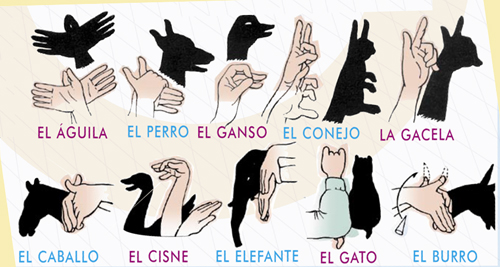 EL ÁGUILA EL PERRO EL GANSO EL CONEJO LA GACELA
EL CABALLO EL CISNE EL ELEFANTE EL GATO EL BURRO